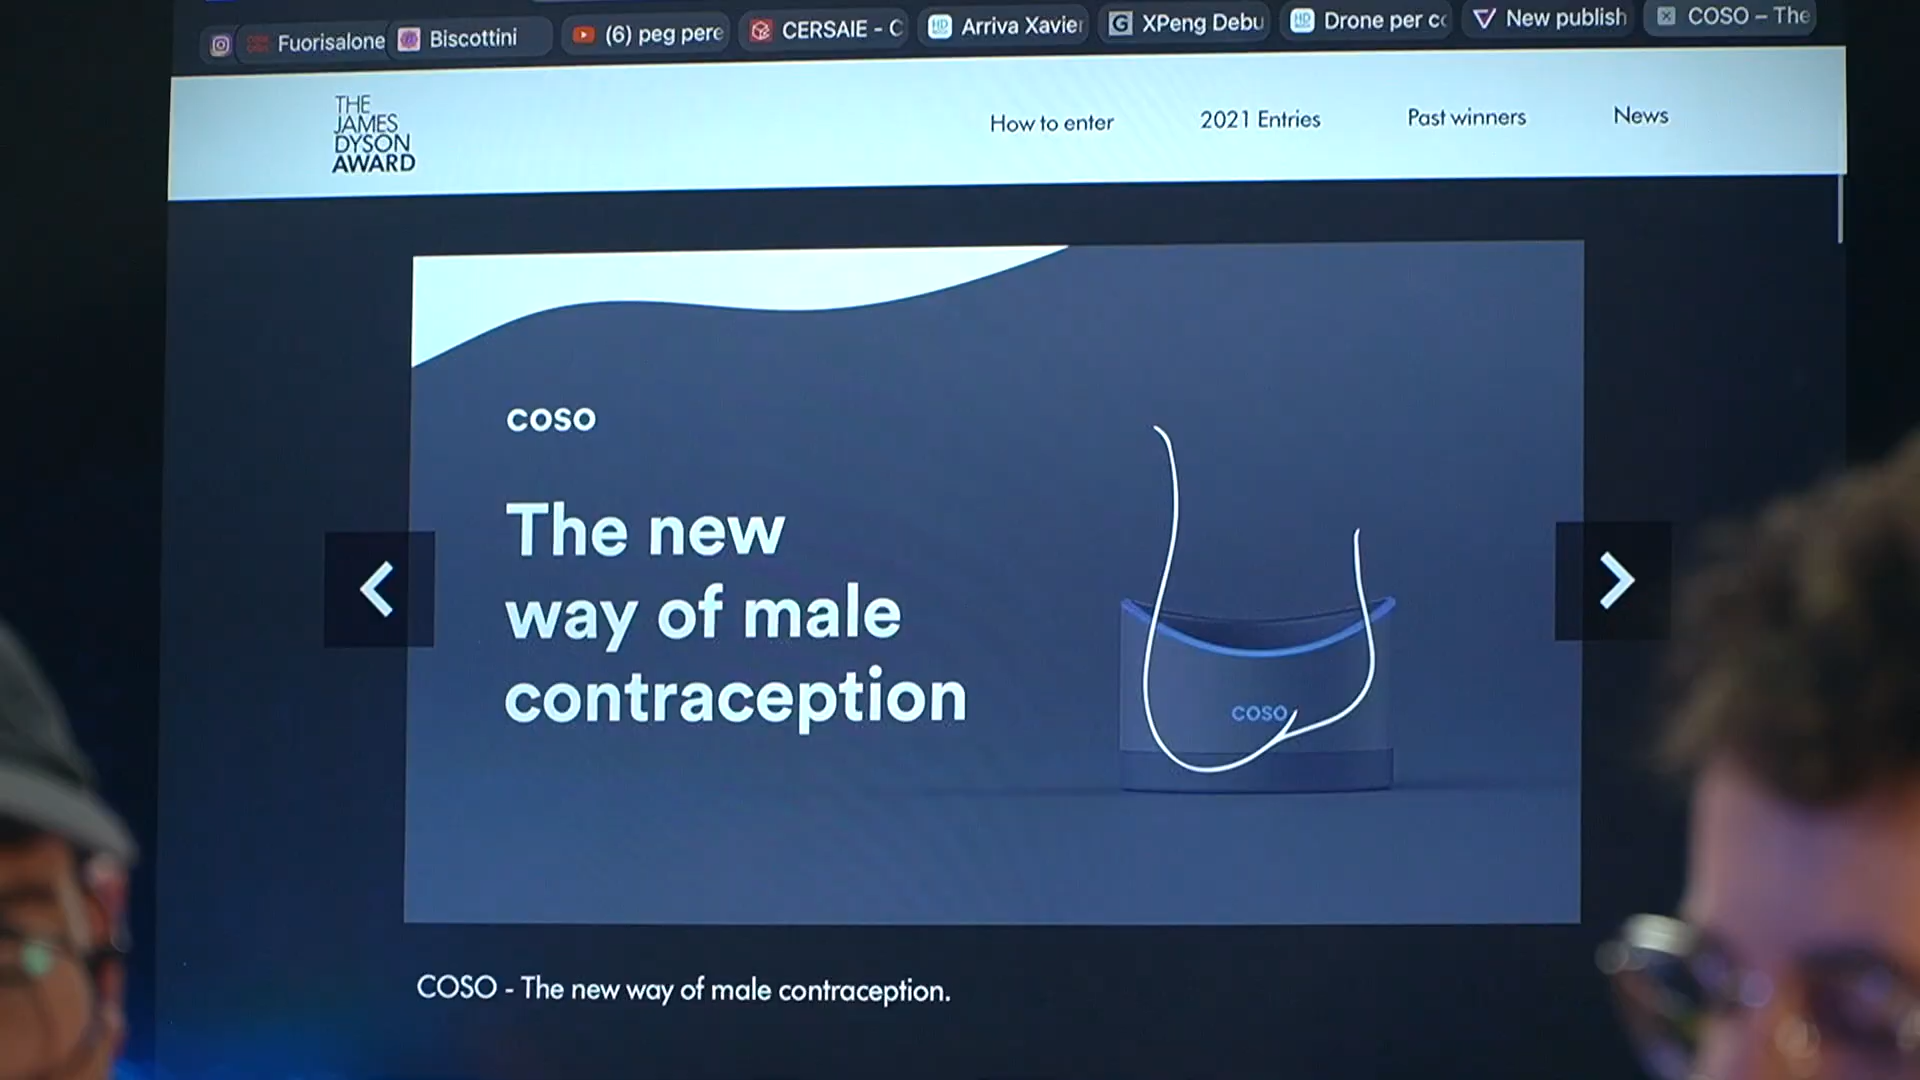 Fuorisalone
Biscottini
(6) peg pere
CERSAIE - C
Arriva Xavier
XPeng Debu
Drone per co
New publish
COSO – The
THE
JAMES
DYSON
AWARD
How to enter
2021 Entries
Past winners
News
coso
The new
way of male
contraception
coso
COSO - The new way of male contraception.